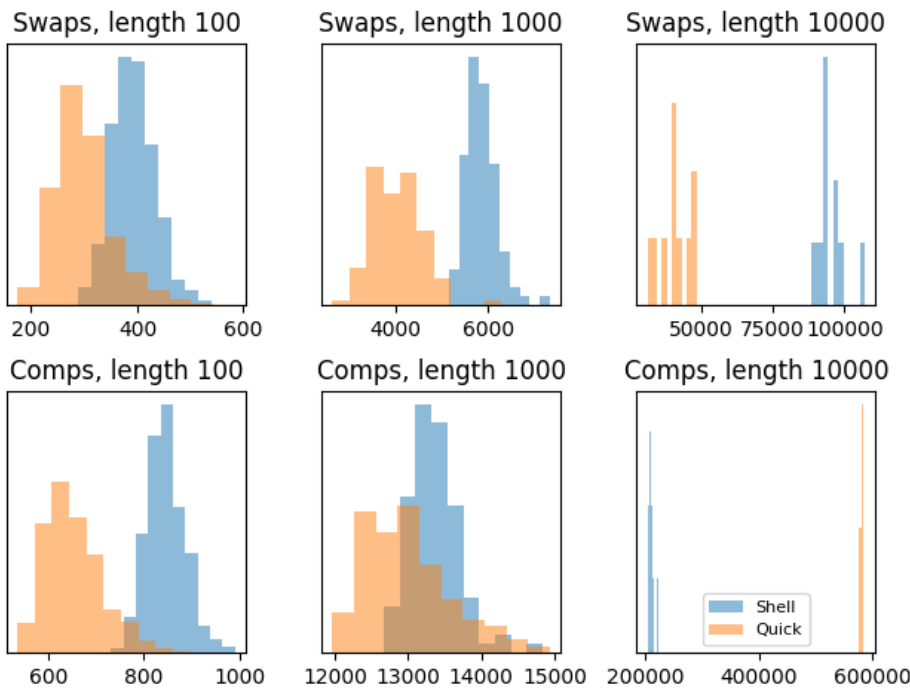 Swaps, length 100
Swaps, length 1000
Swaps, length 10000
200 400 600
4000 6000
50000 75000 100000
Comps, length 100
Comps, length 1000
Comps, length 10000
Shell
Quick
600 800 1000
12000 13000 14000 15000
200000 400000 600000